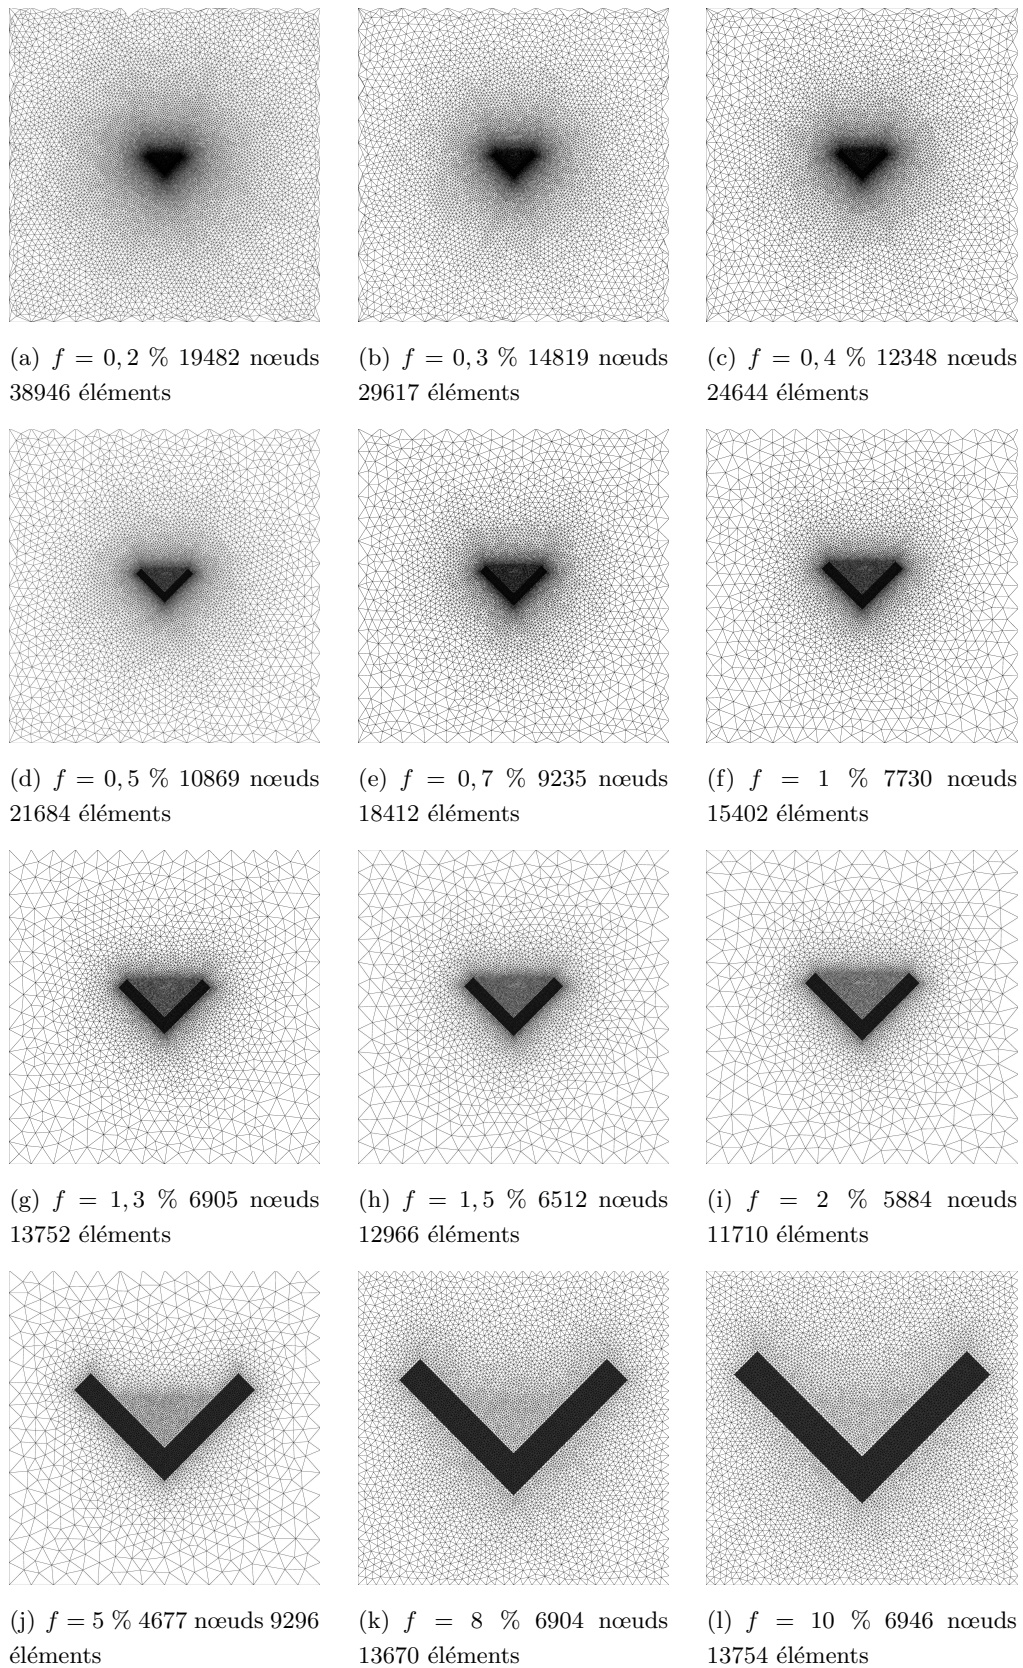 (a) f = 0, 2 % 19482 nœuds
38946 éléments
(b) f = 0, 3 % 14819 nœuds
29617 éléments
(c) f = 0, 4 % 12348 nœuds
24644 éléments
(d) f = 0, 5 % 10869 nœuds
21684 éléments
(e) f = 0, 7 % 9235 nœuds
18412 éléments
(f) f = 1 % 7730 nœuds
15402 éléments
(g) f = 1, 3 % 6905 nœuds
13752 éléments
(h) f = 1, 5 % 6512 nœuds
12966 éléments
(i) f = 2 % 5884 nœuds
11710 éléments
(j) f = 5 % 4677 nœuds 9296
éléments
(k) f = 8 % 6904 nœuds
13670 éléments
(l) f = 10 % 6946 nœuds
13754 éléments